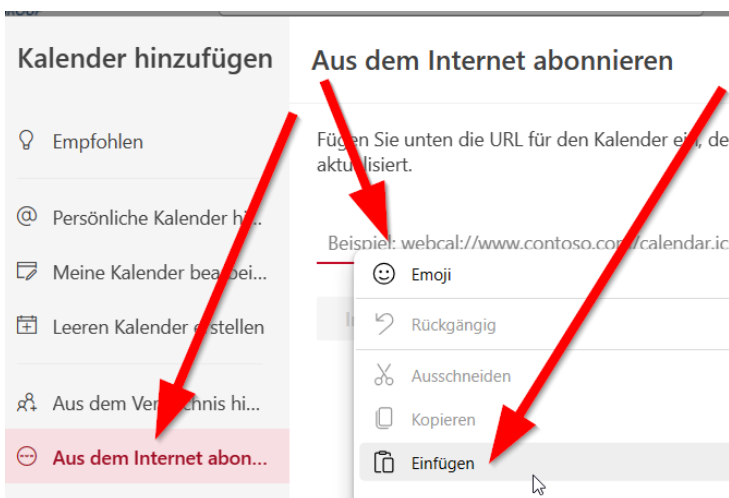 Kalender hinzufügen
Empfohlen
Persönliche Kalender hi...
Meine Kalender bearbei...
Leeren Kalender erstellen
Aus dem Verzeichnis hi...
Aus dem Internet abon...
Aus dem Internet abonnieren
Fügen Sie unten die URL für den Kalender ein, de
aktualisiert.
Beispiel: webcal://www.contoso.com/calendar.ic
Emoji
Rückgängig
Ausschneiden
Kopieren
Einfügen